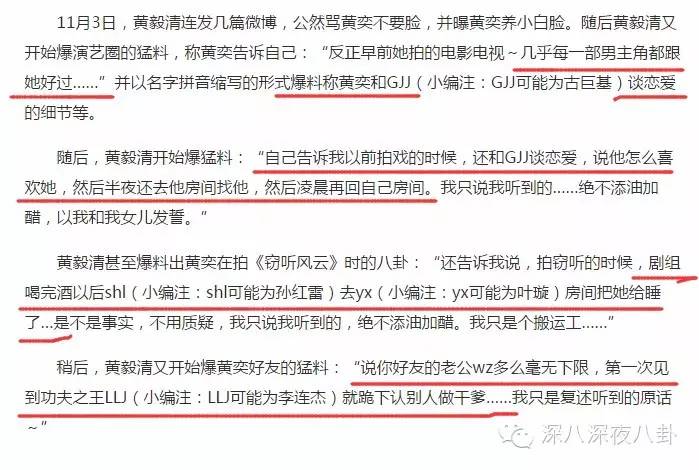 11月3日，黄毅清连发几篇微博，公然骂黄奕不要脸，并曝黄奕养小白脸。随后黄毅清又
开始爆演艺圈的猛料，称黄奕告诉自己：“反正早前她拍的电影电视～几乎每一部男主角都跟
她好过……”并以名字拼音缩写的形式爆料称黄奕和GJJ（小编注：GJJ可能为古巨基）谈恋爱
的细节等。
随后，黄毅清开始爆猛料：“自己告诉我以前拍戏的时候，还和GJJ谈恋爱，说他怎么喜
欢她，然后半夜还去他房间找他，然后凌晨再回自己房间。我只说我听到的……绝不添油加
醋，以我和我女儿发誓。”
黄毅清甚至爆料出黄奕在拍《窃听风云》时的八卦：“还告诉我说，拍窃听的时候，剧组
喝完酒以后shl（小编注：shl可能为孙红雷）去yx（小编注：yx可能为叶璇）房间把她给睡
了…是不是事实，不用质疑，我只说我听到的，绝不添油加醋。我只是个搬运工……”
稍后，黄毅清又开始爆黄奕好友的猛料：“说你好友的老公wz多么毫无下限，第一次见
到功夫之王LLJ（小编注：LLJ可能为李连杰）就跪下认别人做干爹……我只是复述听到的原话
～”
深八深夜八卦